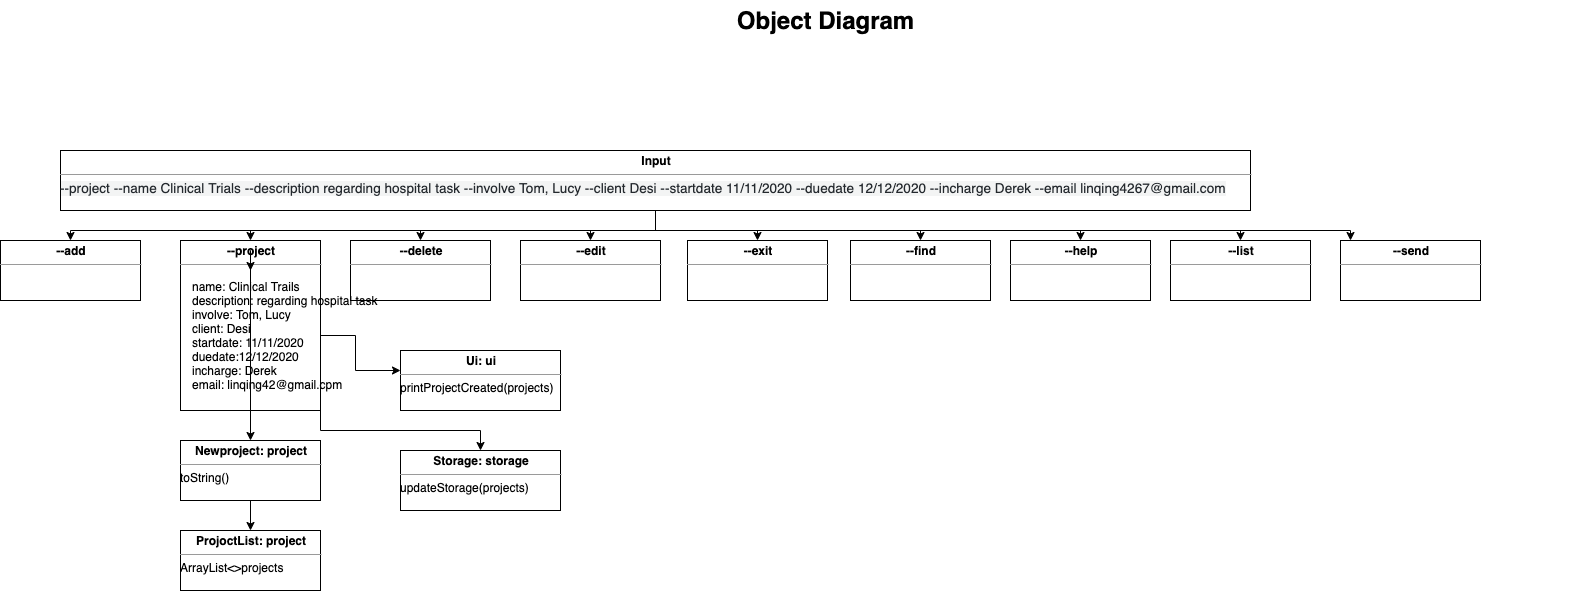 Object Diagram
Input
--project --name Clinical Trials --description regarding hospital task --involve Tom, Lucy --client Desi --startdate 11/11/2020 --duedate 12/12/2020 --incharge Derek --email linqing4267@gmail.com
--add
--project
--delete
--edit
--exit
--find
--help
--list
--send
name: Clinical Trails
description: regarding hospital task
involve: Tom, Lucy
client: Desi
startdate: 11/11/2020
duedate:12/12/2020
incharge: Derek
email: linqing42@gmail.cpm
Ui: ui
printProjectCreated(projects)
Newproject: project
toString()
Storage: storage
updateStorage(projects)
ProjoctList: project
ArrayList<>projects